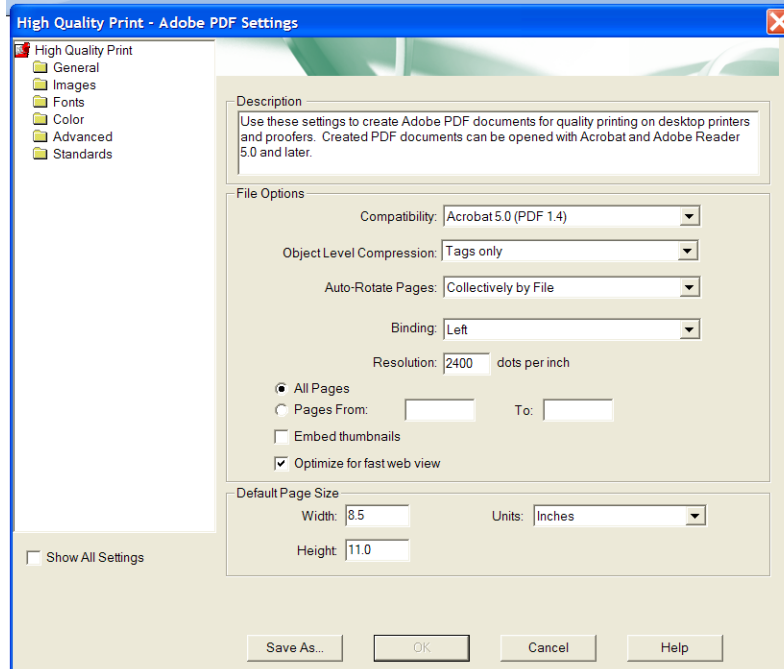 High Quality Print - Adobe PDF Settings
High Quality Print
General
Images
Fonts
Color
Advanced
Standards
Show All Settings
Description
Use these settings to create Adobe PDF documents for quality printing on desktop printers
and proofers. Created PDF documents can be opened with Acrobat and Adobe Reader
5.0 and later.
File Options
Compatibility: Acrobat 5.0 (PDF 1.4)
Object Level Compression: Tags only
Auto-Rotate Pages: Collectively by File
Binding: Left
Resolution: 2400 dots per inch
All Pages
Pages From: To:
Embed thumbnails
Optimize for fast web view
Default Page Size
Width: 8.5 Units: Inches
Height: 11.0
Save As... OK Cancel Help